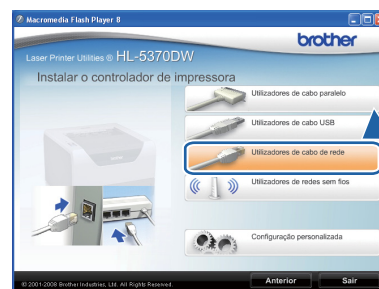 Macromedia Flash Player 8
brother
Laser Printer Utilities ® HL-5370DW
Instalar o controlador de impressora
Utilizadores de cabo paralelo
Utilizadores de cabo USB
Utilizadores de cabo de rede
Utilizadores de redes sem fios
Configuração personalizada
© 2001-2008 Brother Industries, Ltd. All Rights Reserved.
Anterior
Sair